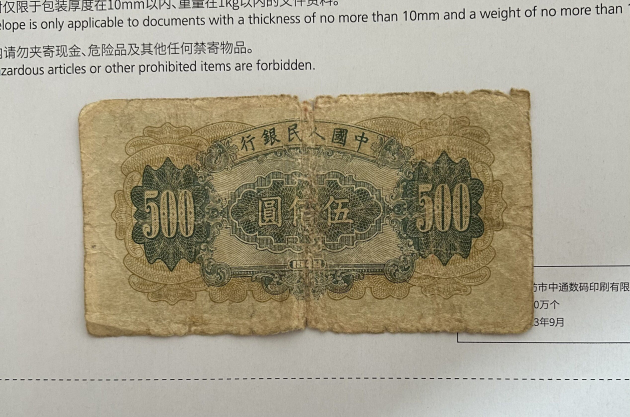 时仅限于包装厚度在10mm以内、重量在1kg以内的文件资料。
elope is only applicable to documents with a thickness of no more than 10mm and a weight of no more than
请勿夹寄现金、危险品及其他任何禁寄物品。
zardous articles or other prohibited items are forbidden.
行銀民人國中
500
圓佰伍
500
坊市中通数码印刷有限
0万个
3年9月